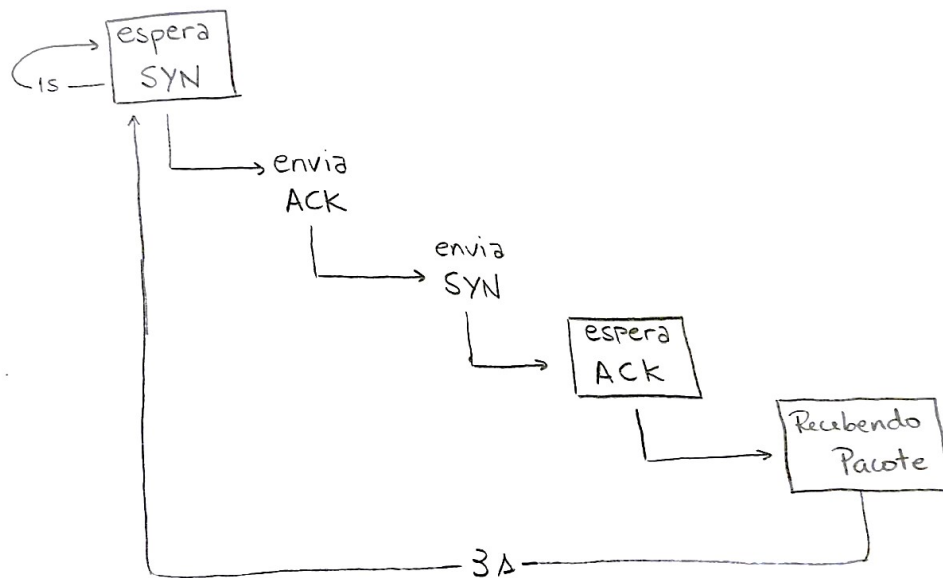 espera
SYN
1s
envia
ACK
envia
SYN
espera
ACK
Recebendo
Pacote
3s